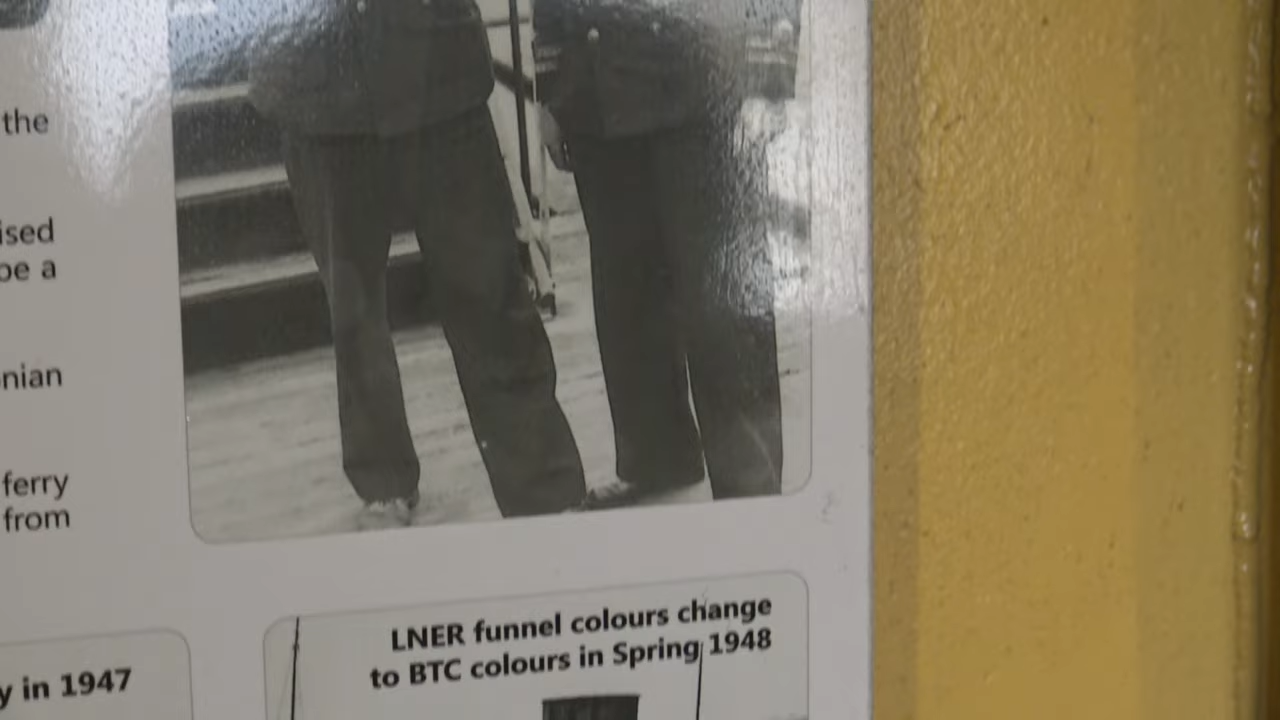 the
ised
be a
nian
ferry
from
y in 1947
LNER funnel colours change
to BTC colours in Spring 1948